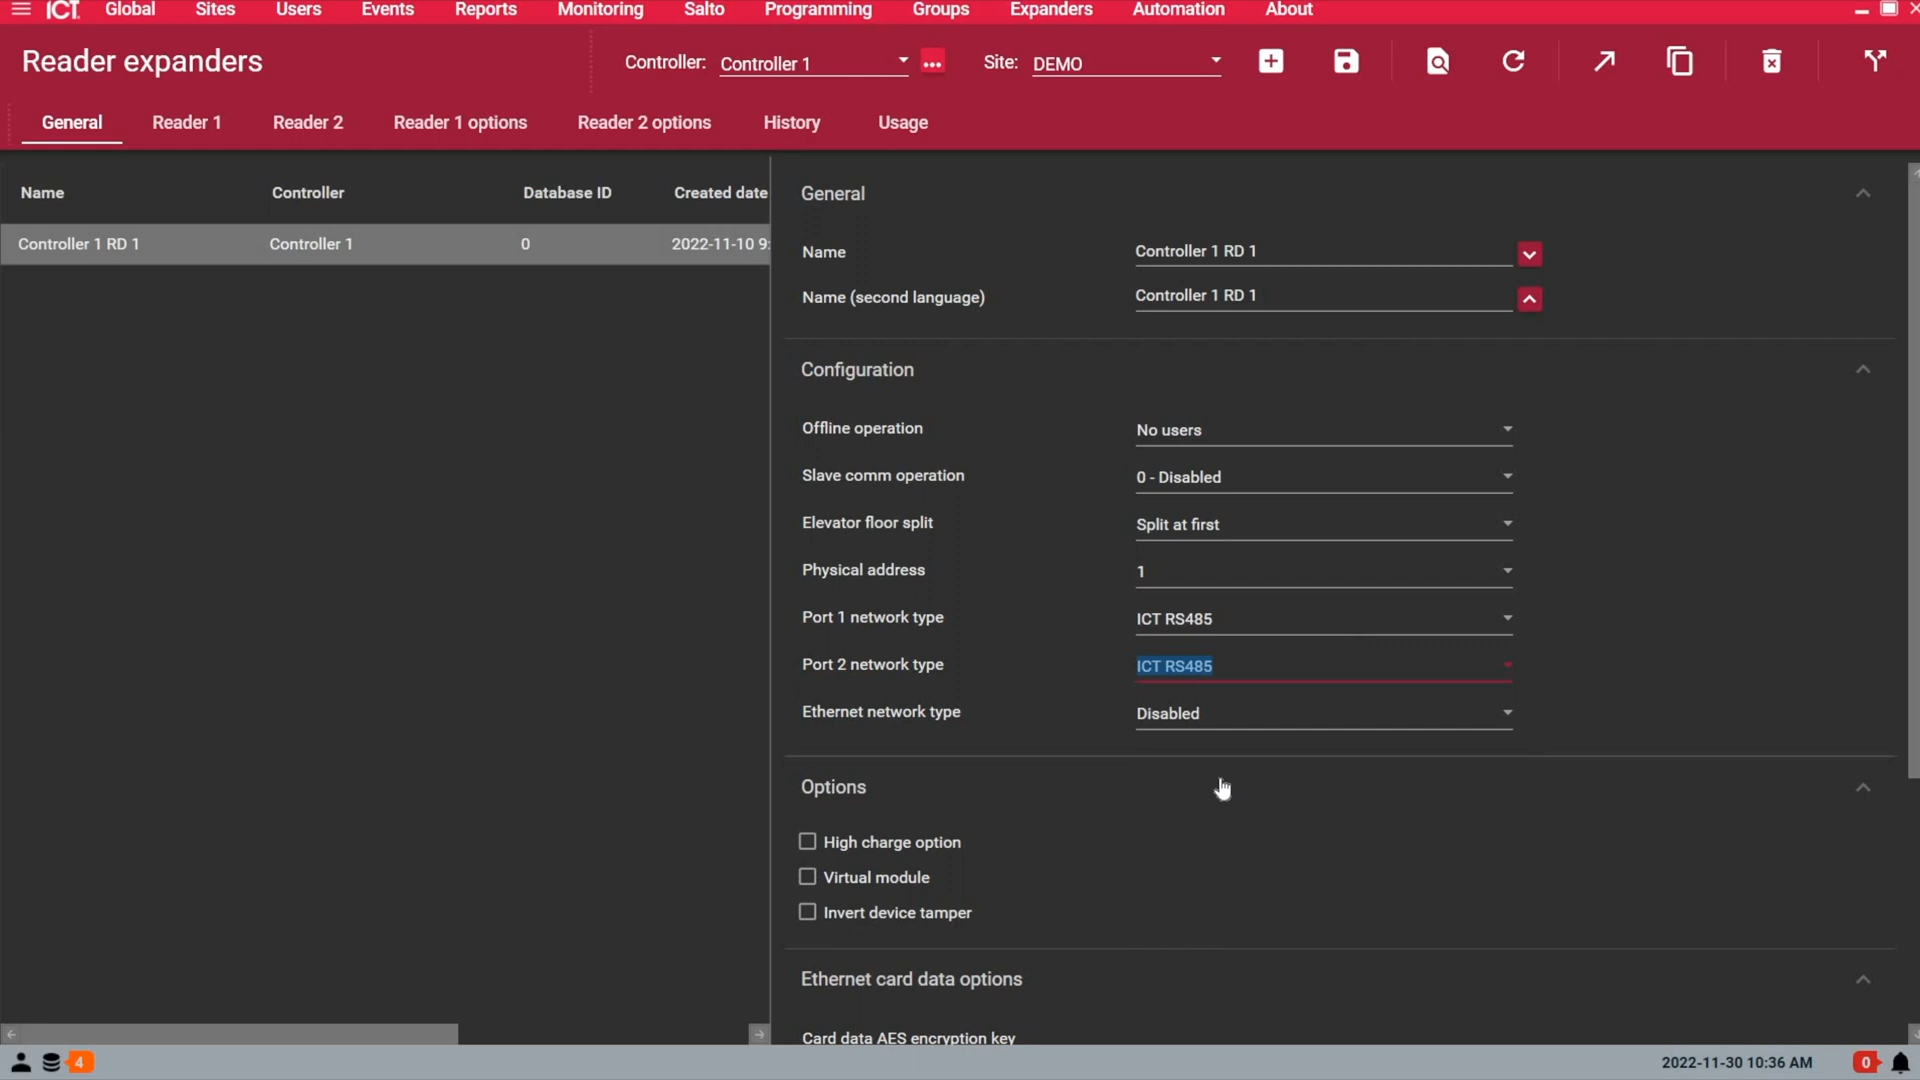 ICT Global Sites Users Events Reports Monitoring Salto Programming Groups Expanders Automation About
Reader expanders Controller: Controller 1 ... Site: DEMO
General Reader 1 Reader 2 Reader 1 options Reader 2 options History Usage
Name Controller Database ID Created date
Controller 1 RD 1 Controller 1 0 2022-11-10 9:
General
Name Controller 1 RD 1
Name (second language) Controller 1 RD 1
Configuration
Offline operation No users
Slave comm operation 0 - Disabled
Elevator floor split Split at first
Physical address 1
Port 1 network type ICT RS485
Port 2 network type ICT RS485
Ethernet network type Disabled
Options
High charge option
Virtual module
Invert device tamper
Ethernet card data options
Card data AES encryption key
4 2022-11-30 10:36 AM 0